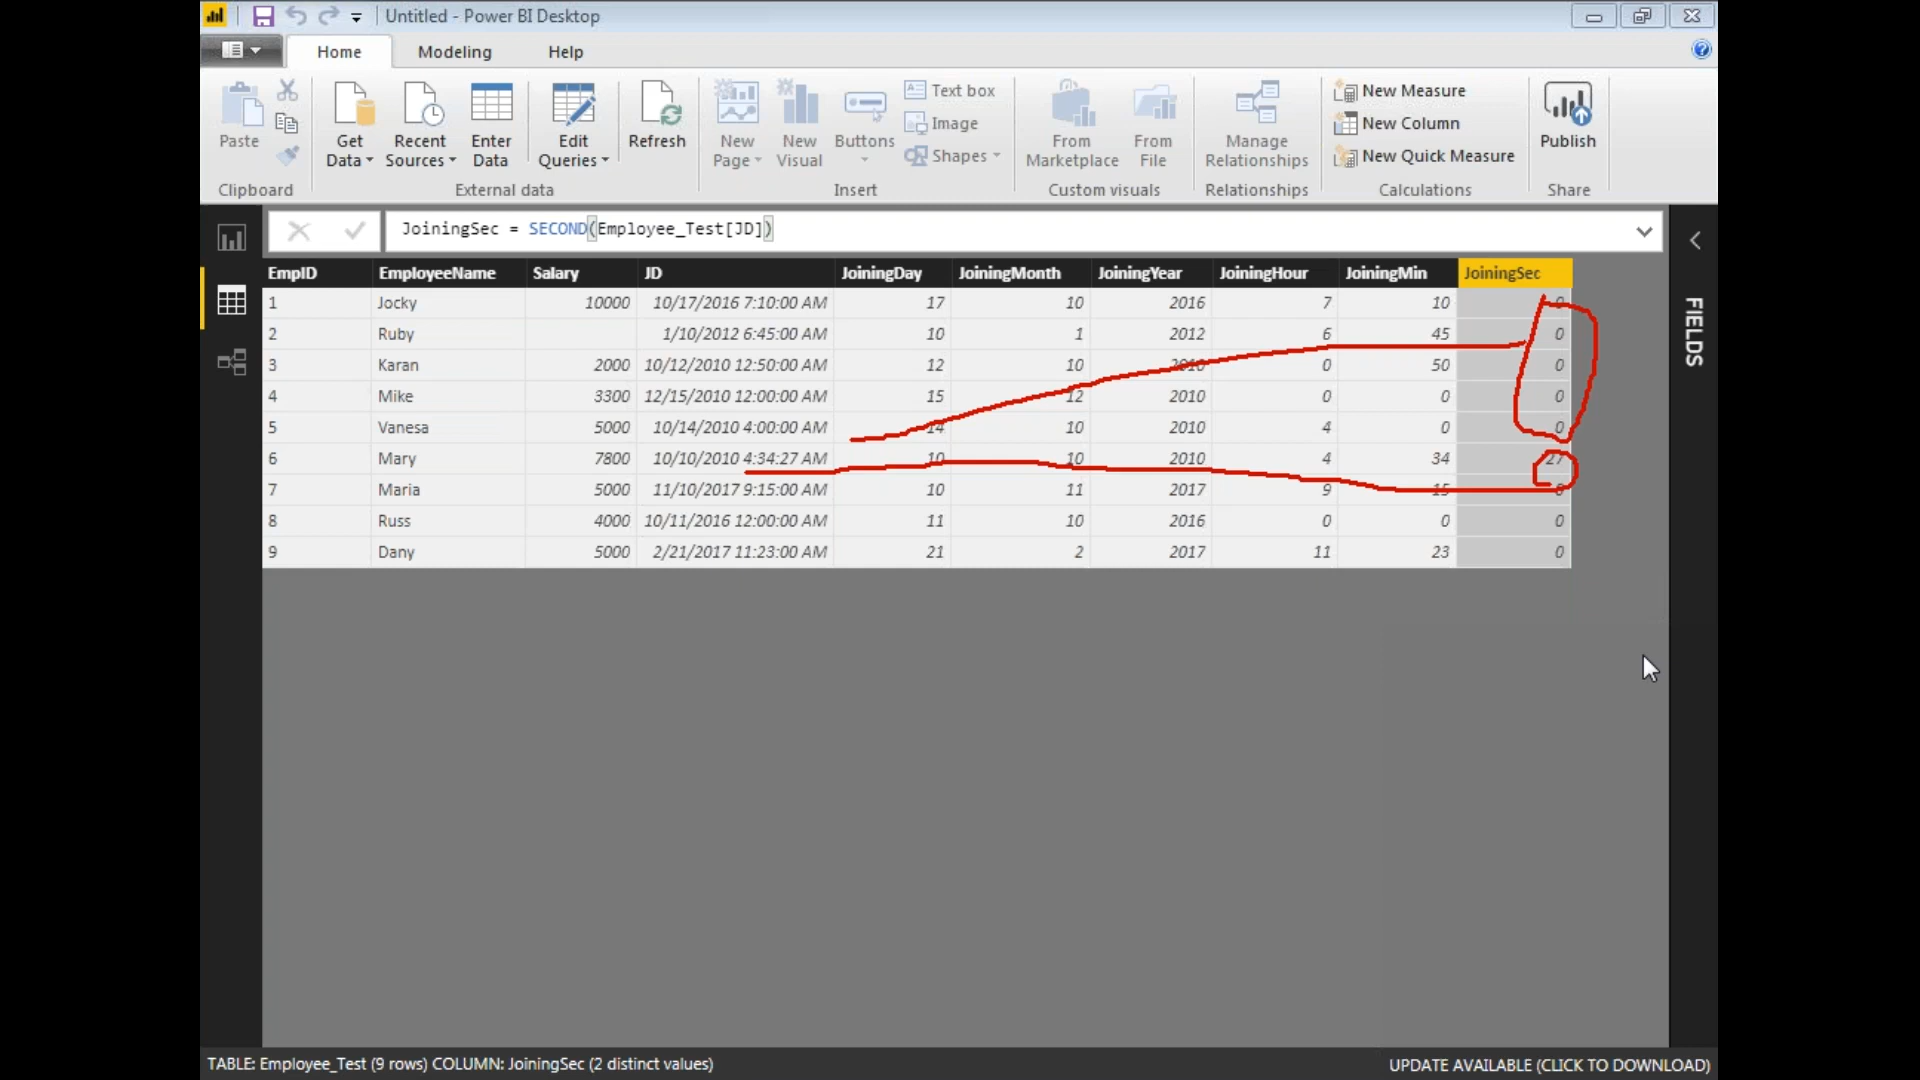 Untitled - Power BI Desktop
Home Modeling Help
Paste
Get Data
Recent Sources
Enter Data
Edit Queries
Refresh
New Page
New Visual
Buttons
Text box
Image
Shapes
From Marketplace
From File
Manage Relationships
New Measure
New Column
New Quick Measure
Publish
Clipboard External data Insert Custom visuals Relationships Calculations Share
JoiningSec = SECOND(Employee_Test[JD])
FIELDS
EmpID EmployeeName Salary JD JoiningDay JoiningMonth JoiningYear JoiningHour JoiningMin JoiningSec
1 Jocky 10000 10/17/2016 7:10:00 AM 17 10 2016 7 10 0
2 Ruby 1/10/2012 6:45:00 AM 10 1 2012 6 45 0
3 Karan 2000 10/12/2010 12:50:00 AM 12 10 2010 0 50 0
4 Mike 3300 12/15/2010 12:00:00 AM 15 12 2010 0 0 0
5 Vanesa 5000 10/14/2010 4:00:00 AM 14 10 2010 4 0 0
6 Mary 7800 10/10/2010 4:34:27 AM 10 10 2010 4 34 27
7 Maria 5000 11/10/2017 9:15:00 AM 10 11 2017 9 15 0
8 Russ 4000 10/11/2016 12:00:00 AM 11 10 2016 0 0 0
9 Dany 5000 2/21/2017 11:23:00 AM 21 2 2017 11 23 0
TABLE: Employee_Test (9 rows) COLUMN: JoiningSec (2 distinct values)
UPDATE AVAILABLE (CLICK TO DOWNLOAD)